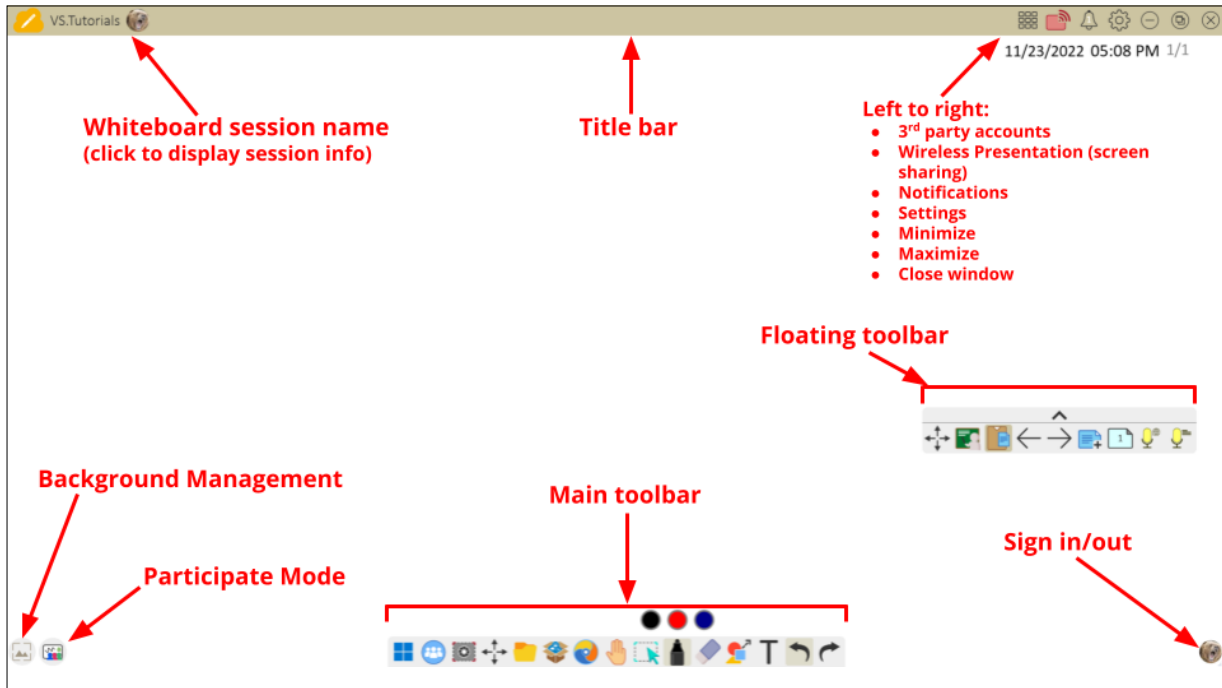 VS.Tutorials
11/23/2022 05:08 PM 1/1
Whiteboard session name
(click to display session info)
Title bar
Left to right:
● 3rd party accounts
● Wireless Presentation (screen
sharing)
● Notifications
● Settings
● Minimize
● Maximize
● Close window
Floating toolbar
1
Background Management
Main toolbar
Sign in/out
Participate Mode
T